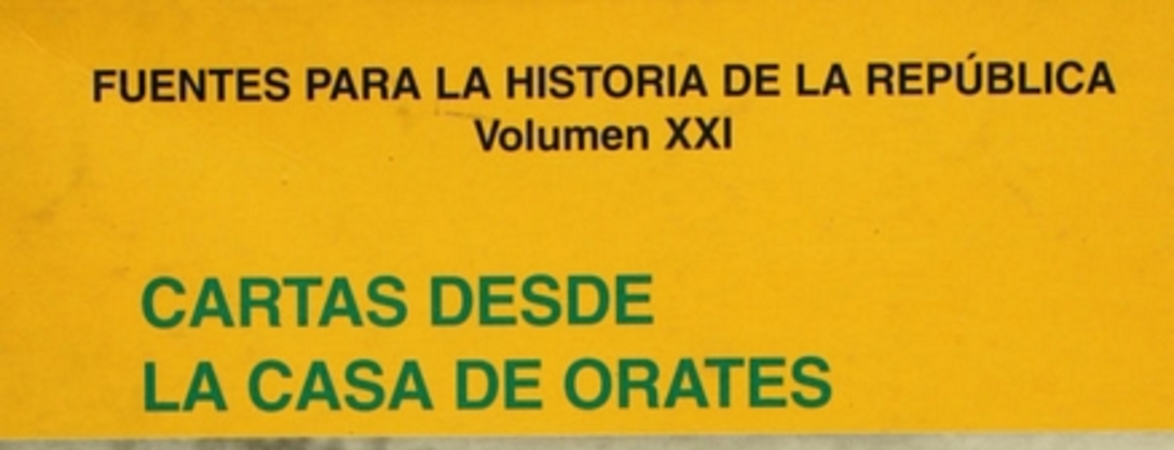 FUENTES PARA LA HISTORIA DE LA REPÚBLICA
Volumen XXI
CARTAS DESDE
LA CASA DE ORATES